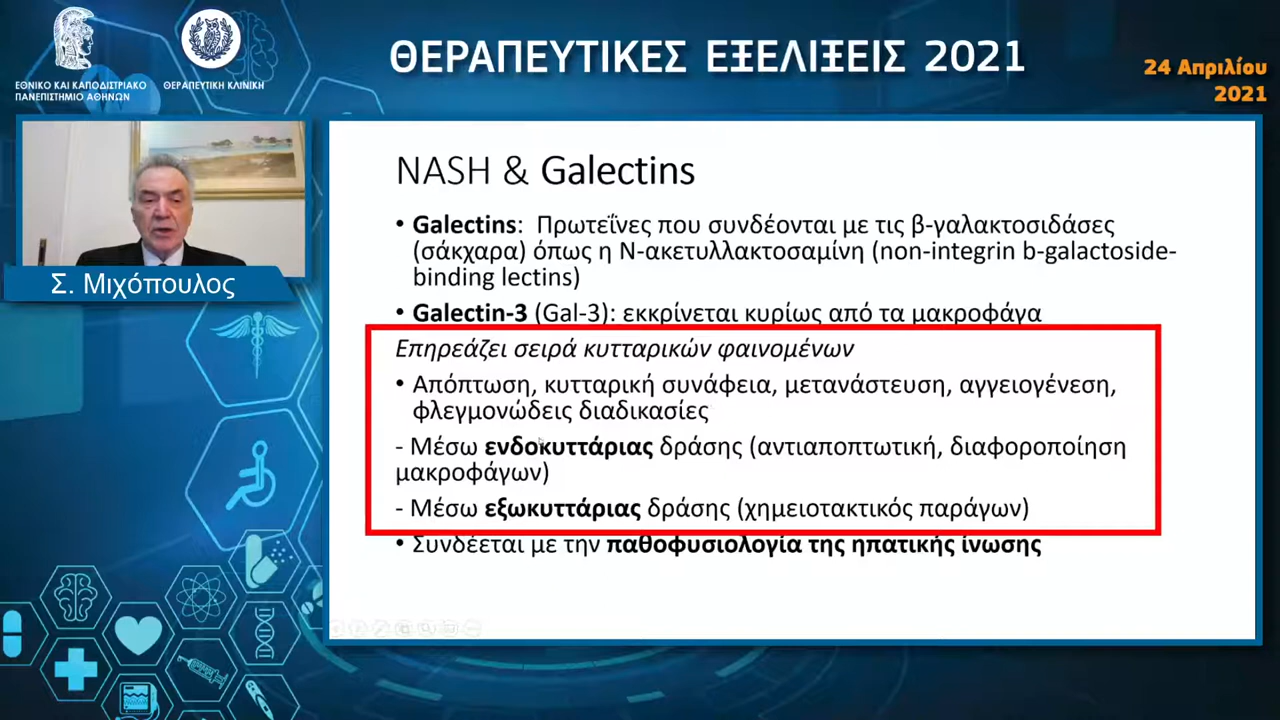 ΕΘΝΙΚΟ ΚΑΙ ΚΑΠΟΔΙΣΤΡΙΑΚΟ
ΠΑΝΕΠΙΣΤΗΜΙΟ ΑΘΗΝΩΝ
ΘΕΡΑΠΕΥΤΙΚΗ ΚΛΙΝΙΚΗ
ΘΕΡΑΠΕΥΤΙΚΕΣ ΕΞΕΛΙΞΕΙΣ 2021
24 Απριλίου
2021
Σ. Μιχόπουλος
NASH & Galectins
• Galectins: Πρωτεΐνες που συνδέονται με τις β-γαλακτοσιδάσες
(σάκχαρα) όπως η Ν-ακετυλλακτοσαμίνη (non-integrin b-galactoside-
binding lectins)
• Galectin-3 (Gal-3): εκκρίνεται κυρίως από τα μακροφάγα
Επηρεάζει σειρά κυτταρικών φαινομένων
• Απόπτωση, κυτταρική συνάφεια, μετανάστευση, αγγειογένεση,
φλεγμονώδεις διαδικασίες
- Μέσω ενδοκυττάριας δράσης (αντιαποπτωτική, διαφοροποίηση
μακροφάγων)
- Μέσω εξωκυττάριας δράσης (χημειοτακτικός παράγων)
• Συνδέεται με την παθοφυσιολογία της ηπατικής ίνωσης